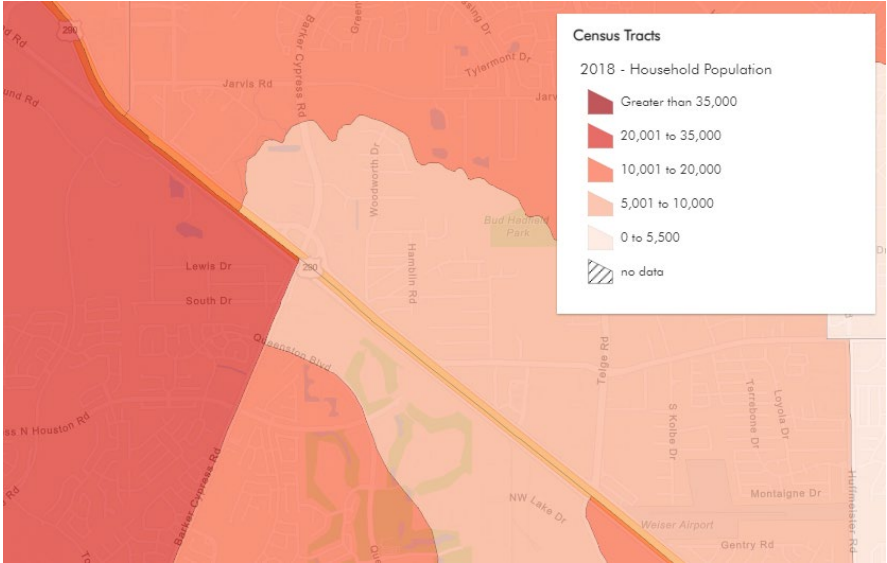 290
Barker Cypress Rd
Tylermont Dr
Jarvis Rd
Woodworth Dr
Bud Hadfield
Park
Hamblin Rd
Lewis Dr
South Dr
290
Queenston Blvd
Telge Rd
ss N Houston Rd
Barker Cypress Rd
S Kolbe Dr
Terrebone Dr
Loyola Dr
NW Lake Dr
Montaigne Dr
Weiser Airport
Gentry Rd
Huffmeister Rd
Census Tracts
2018 - Household Population
Greater than 35,000
20,001 to 35,000
10,001 to 20,000
5,001 to 10,000
0 to 5,500
no data